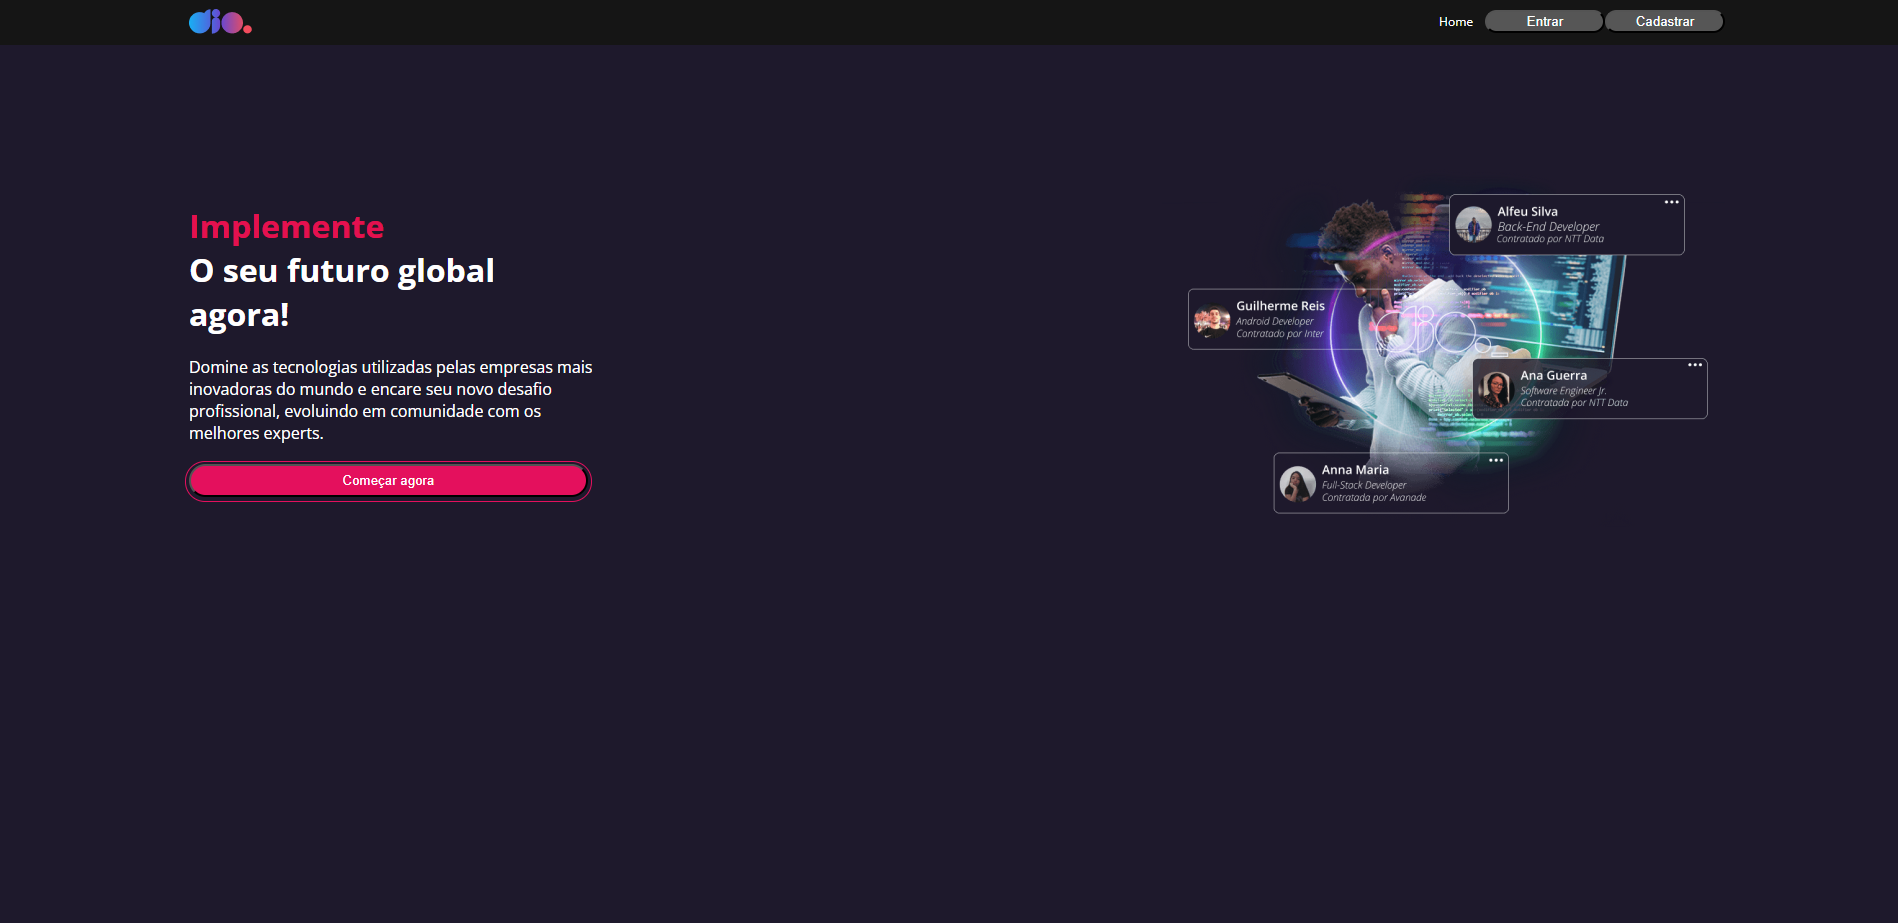 dio.
Home
Entrar
Cadastrar
Implemente
O seu futuro global
agora!
Domine as tecnologias utilizadas pelas empresas mais
inovadoras do mundo e encare seu novo desafio
profissional, evoluindo em comunidade com os
melhores experts.
Começar agora
Alfeu Silva
Back-End Developer
Contratado por NTT Data
Guilherme Reis
Android Developer
Contratado por Inter
dio.
Ana Guerra
Software Engineer Jr.
Contratada por NTT Data
Anna Maria
Full-Stack Developer
Contratada por Avanade